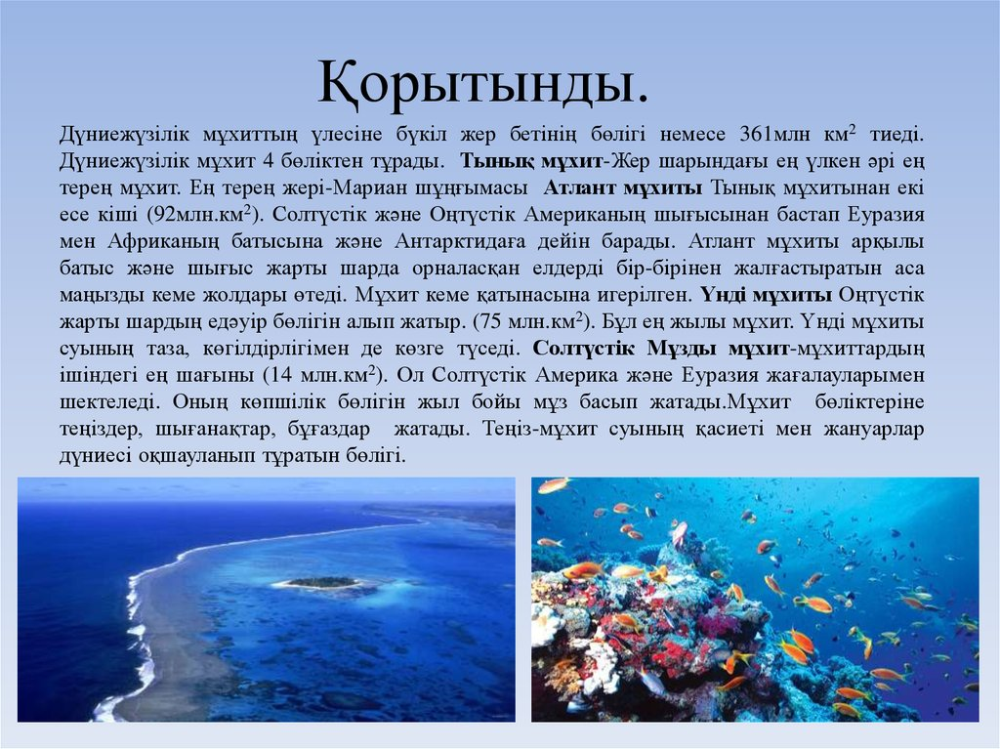 Қорытынды.
Дүниежүзілік мұхиттың үлесіне бүкіл жер бетінің бөлігі немесе 361млн км² тиеді.
Дүниежүзілік мұхит 4 бөліктен тұрады. Тынық мұхит-Жер шарындағы ең үлкен әрі ең
терең мұхит. Ең терең жері-Мариан шұңғымасы Атлант мұхиты Тынық мұхитынан екі
есе кіші (92млн.км²). Солтүстік және Оңтүстік Американың шығысынан бастап Еуразия
мен Африканың батысына және Антарктидаға дейін барады. Атлант мұхиты арқылы
батыс және шығыс жарты шарда орналасқан елдерді бір-бірінен жалғастыратын аса
маңызды кеме жолдары өтеді. Мұхит кеме қатынасына игерілген. Үнді мұхиты Оңтүстік
жарты шардың едәуір бөлігін алып жатыр. (75 млн.км²). Бұл ең жылы мұхит. Үнді мұхиты
суының таза, көгілдірлігімен де көзге түседі. Солтүстік Мұзды мұхит-мұхиттардың
ішіндегі ең шағыны (14 млн.км²). Ол Солтүстік Америка және Еуразия жағалауларымен
шектеледі. Оның көпшілік бөлігін жыл бойы мұз басып жатады.Мұхит бөліктеріне
теңіздер, шығанақтар, бұғаздар жатады. Теңіз-мұхит суының қасиеті мен жануарлар
дүниесі оқшауланып тұратын бөлігі.